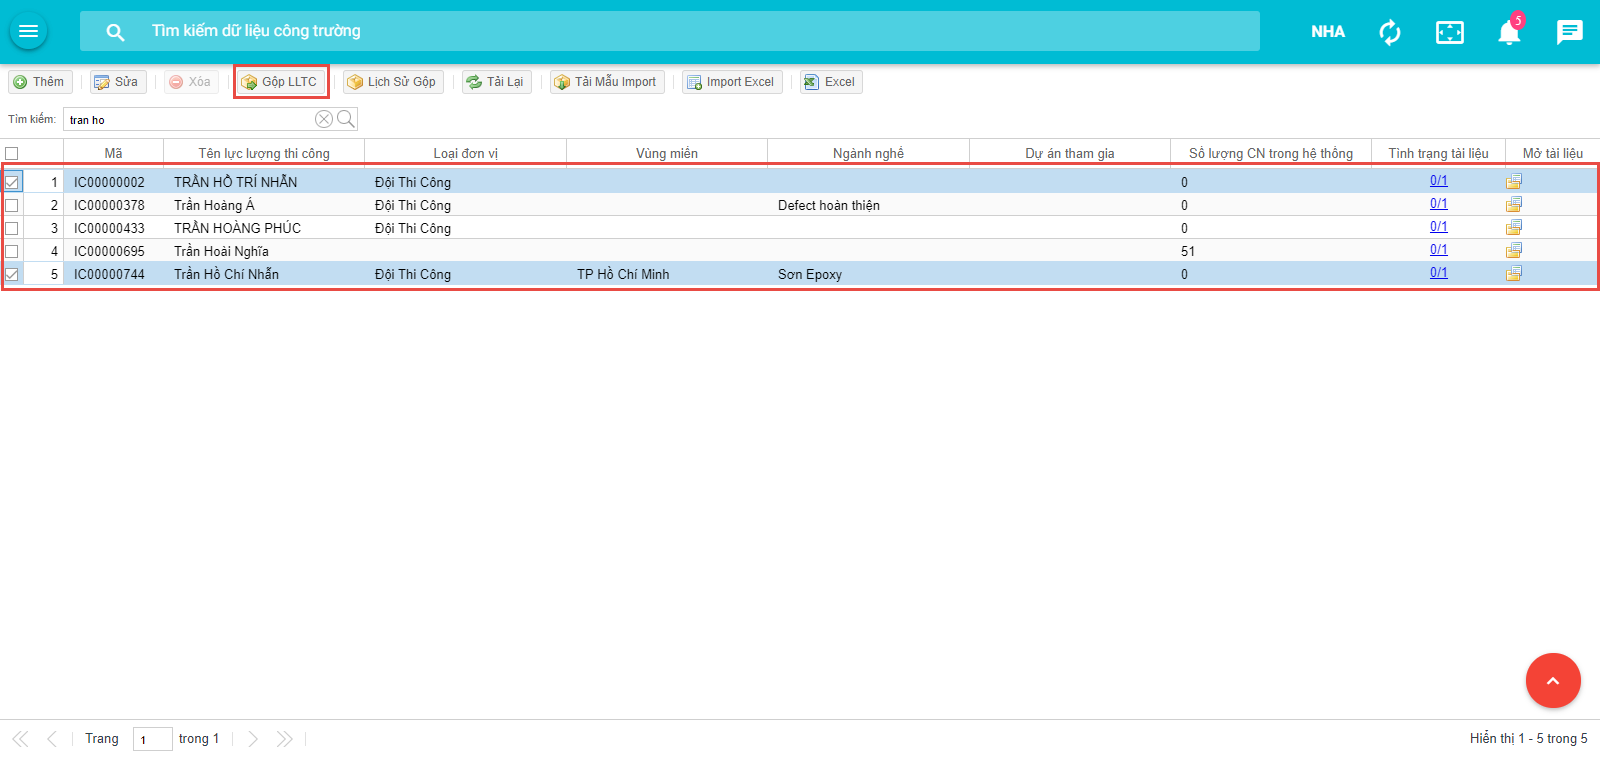 Tìm kiếm dữ liệu công trường NHA 5
Thêm Sửa Xóa Gộp LLTC Lịch Sử Gộp Tải Lại Tải Mẫu Import Import Excel Excel
Tìm kiếm: tran ho
Mã Tên lực lượng thi công Loại đơn vị Vùng miền Ngành nghề Dự án tham gia Số lượng CN trong hệ thống Tình trạng tài liệu Mở tài liệu
1 IC00000002 TRẦN HỒ TRÍ NHẪN Đội Thi Công 0 0/1
2 IC00000378 Trần Hoàng Á Đội Thi Công Defect hoàn thiện 0 0/1
3 IC00000433 TRẦN HOÀNG PHÚC Đội Thi Công 0 0/1
4 IC00000695 Trần Hoài Nghĩa 51 0/1
5 IC00000744 Trần Hồ Chí Nhẫn Đội Thi Công TP Hồ Chí Minh Sơn Epoxy 0 0/1
Trang 1 trong 1 Hiển thị 1 - 5 trong 5